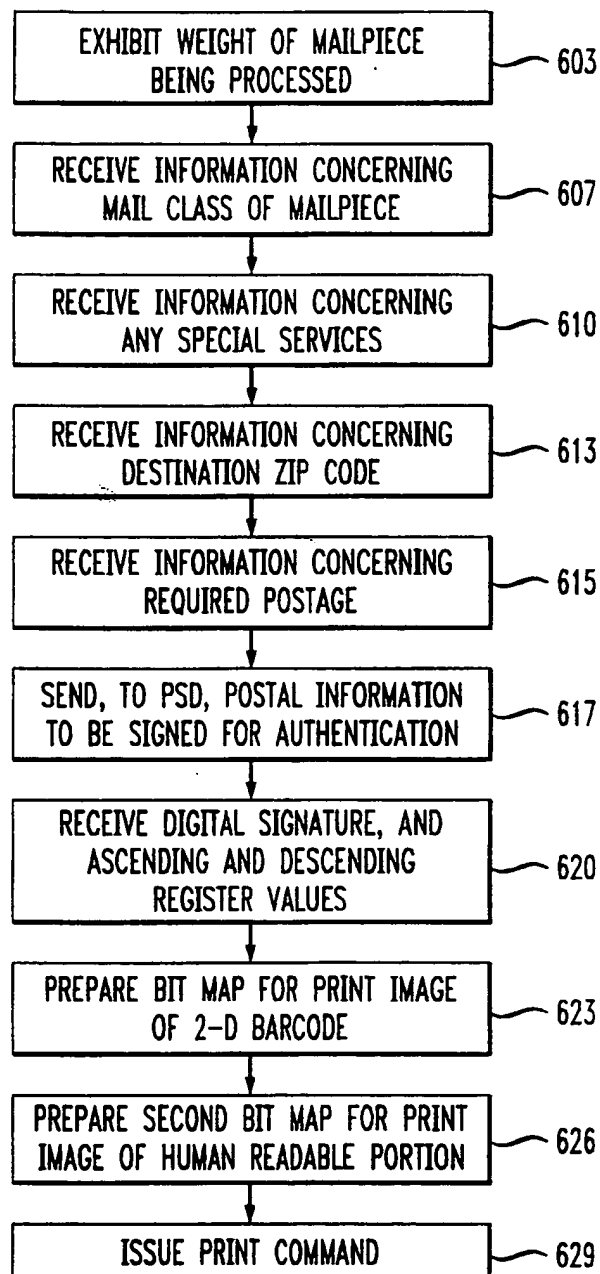 EXHIBIT WEIGHT OF MAILPIECE
BEING PROCESSED
603
RECEIVE INFORMATION CONCERNING
MAIL CLASS OF MAILPIECE
607
RECEIVE INFORMATION CONCERNING
ANY SPECIAL SERVICES
610
RECEIVE INFORMATION CONCERNING
DESTINATION ZIP CODE
613
RECEIVE INFORMATION CONCERNING
REQUIRED POSTAGE
615
SEND, TO PSD, POSTAL INFORMATION
TO BE SIGNED FOR AUTHENTICATION
617
RECEIVE DIGITAL SIGNATURE, AND
ASCENDING AND DESCENDING
REGISTER VALUES
620
PREPARE BIT MAP FOR PRINT IMAGE
OF 2-D BARCODE
623
PREPARE SECOND BIT MAP FOR PRINT
IMAGE OF HUMAN READABLE PORTION
626
ISSUE PRINT COMMAND
629